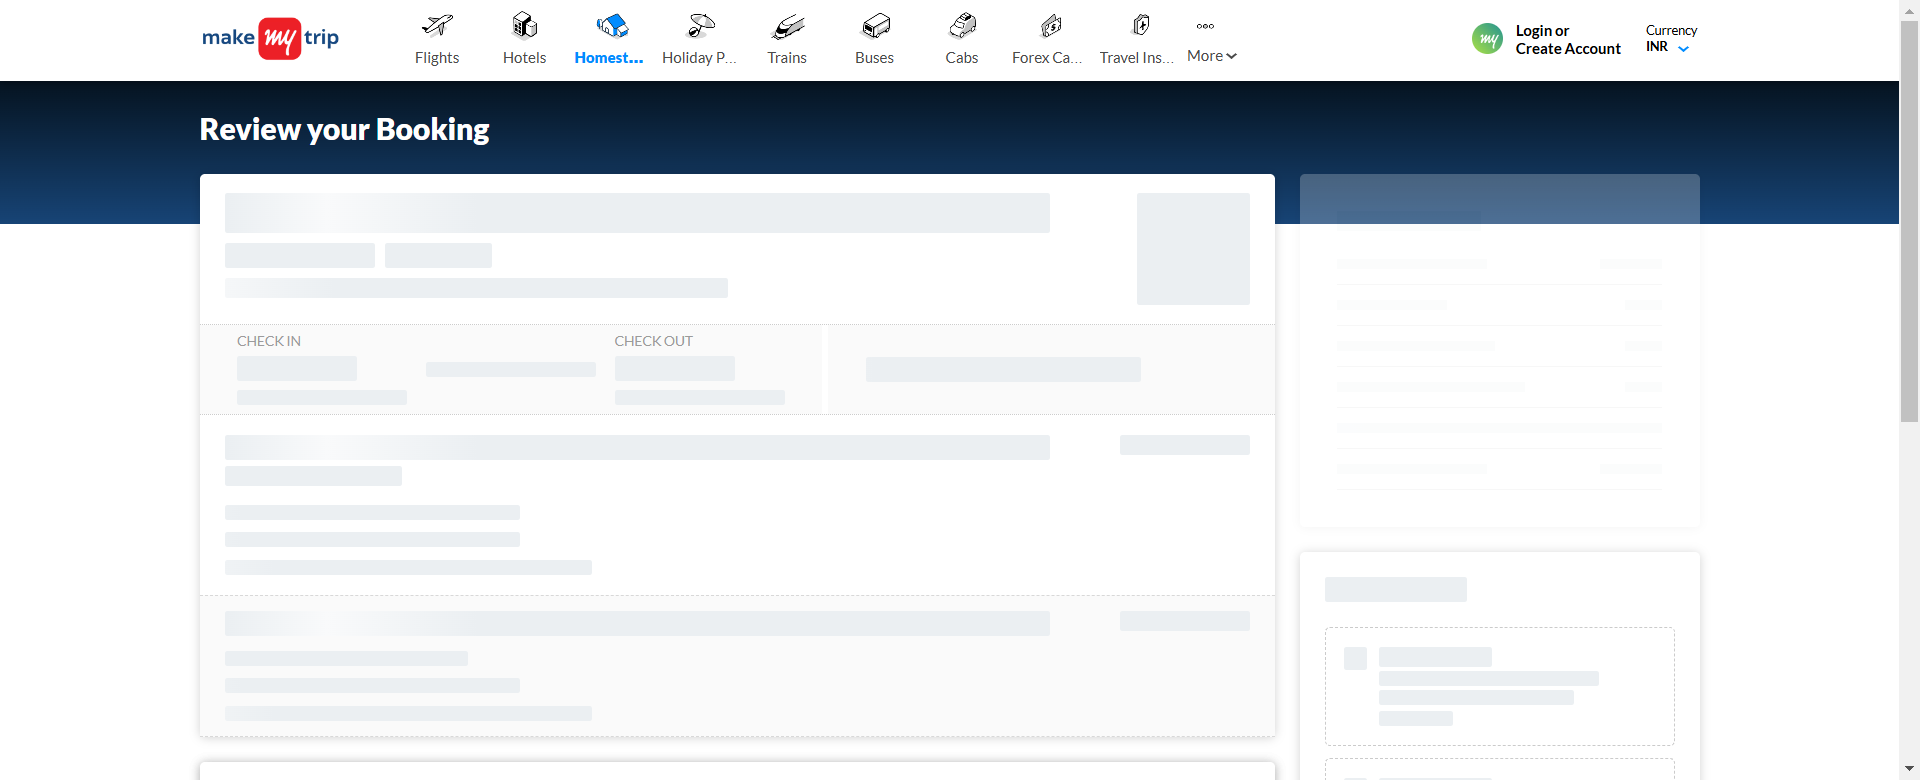 make my trip
Flights
Hotels
Homest...
Holiday P...
Trains
Buses
Cabs
Forex Ca...
Travel Ins...
More
my
Login or
Create Account
Currency
INR
Review your Booking
CHECK IN
CHECK OUT